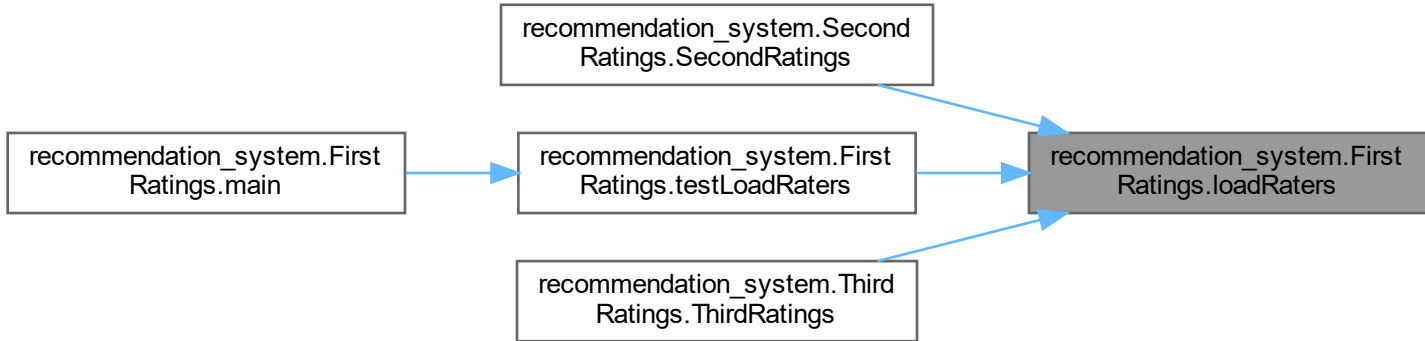 recommendation_system.Second
Ratings.SecondRatings
recommendation_system.First
Ratings.main
recommendation_system.First
Ratings.testLoadRaters
recommendation_system.First
Ratings.loadRaters
recommendation_system.Third
Ratings.ThirdRatings